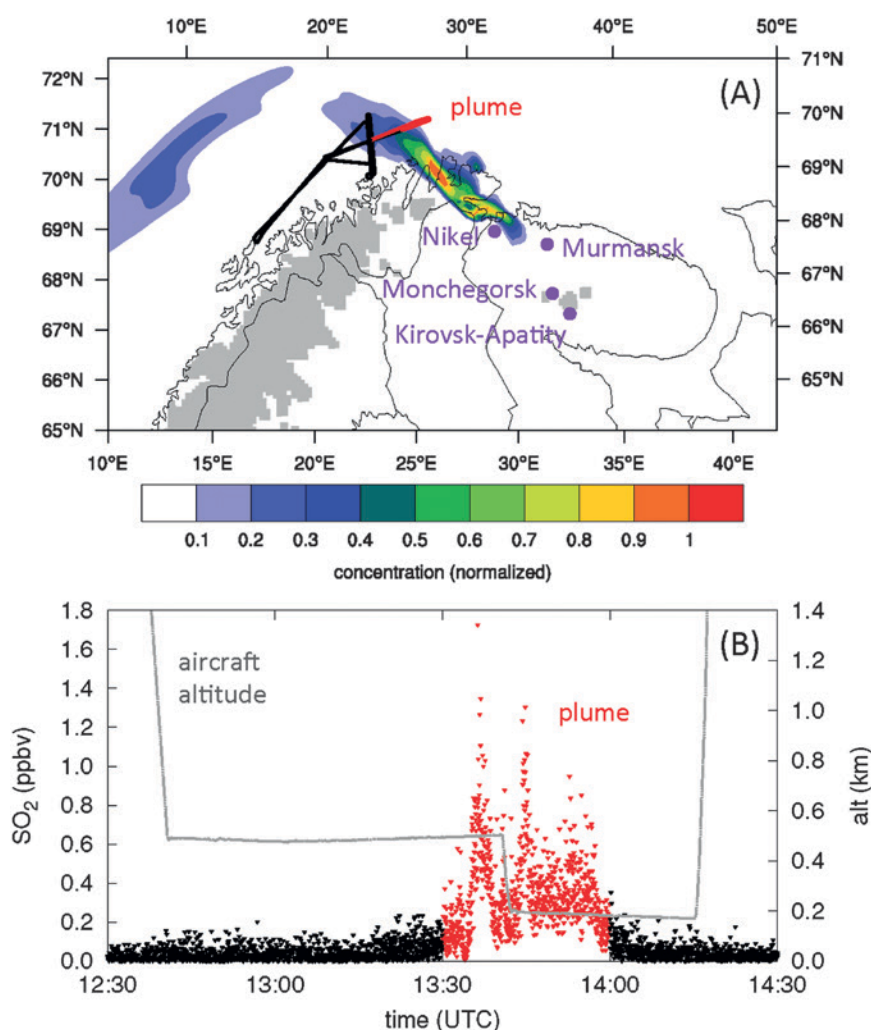 0°E 10°E 20°E 30°E 40°E 50°E
(A)
72°N
71°N
70°N
69°N
68°N
67°N
66°N
65°N
71°N
70°N
69°N
68°N
67°N
66°N
65°N
plume
Nikel
Murmansk
Monchegorsk
Kirovsk-Apatity
10°E 15°E 20°E 25°E 30°E 35°E 40°E
0.1 0.2 0.3 0.4 0.5 0.6 0.7 0.8 0.9 1
concentration (normalized)
(B)
1.8
1.6
1.4
1.2
1.0
0.8
0.6
0.4
0.2
0.0
SO2 (ppbv)
aircraft
altitude
plume
1.4
1.2
1.0
0.8
0.6
0.4
0.2
0.0
alt (km)
12:30 13:00 13:30 14:00 14:30
time (UTC)